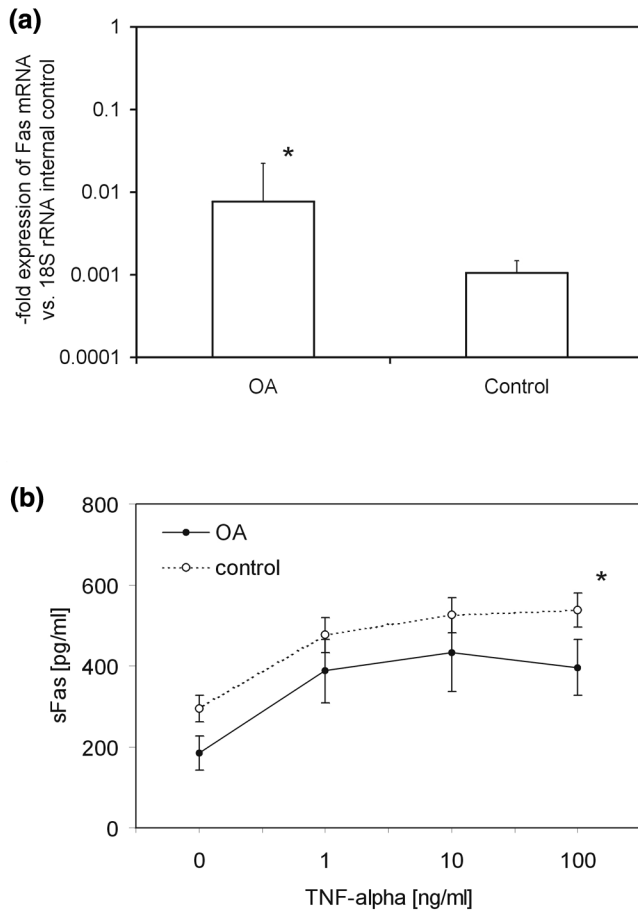 (a)
-fold expression of Fas mRNA
vs. 18S rRNA internal control
1
0.1
0.01
0.001
0.0001
*
OA
Control
(b)
sFas [pg/ml]
800
600
400
200
0
OA
control
*
0
1
10
100
TNF-alpha [ng/ml]